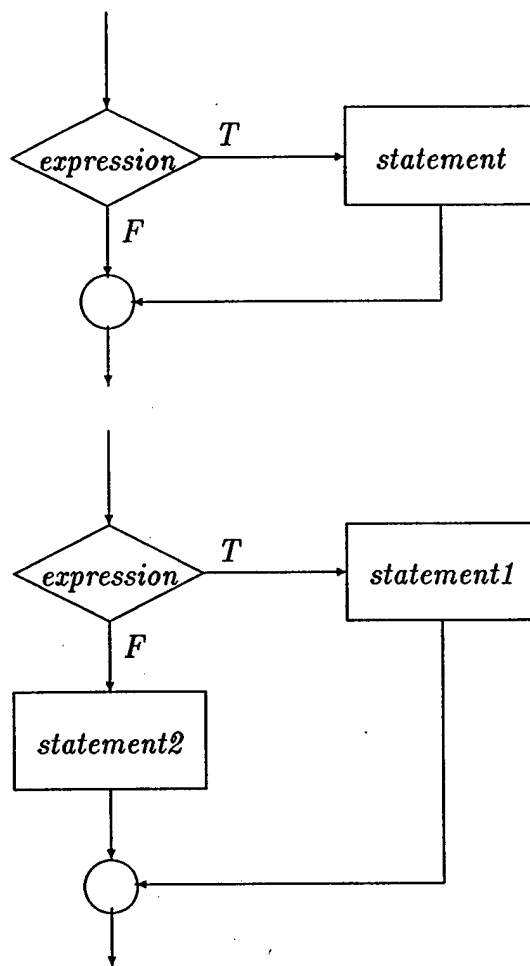 T
expression
statement
F
T
expression
statement1
F
statement2